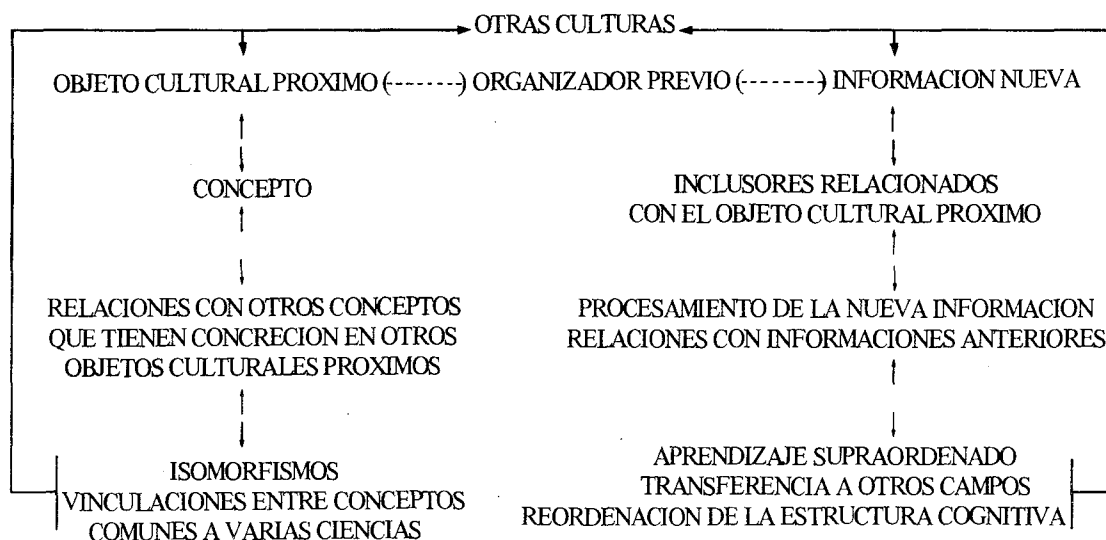 OTRAS CULTURAS
OBJETO CULTURAL PROXIMO (------) ORGANIZADOR PREVIO (------) INFORMACION NUEVA
CONCEPTO
INCLUSORES RELACIONADOS
CON EL OBJETO CULTURAL PROXIMO
RELACIONES CON OTROS CONCEPTOS
QUE TIENEN CONCRECION EN OTROS
OBJETOS CULTURALES PROXIMOS
PROCESAMIENTO DE LA NUEVA INFORMACION
RELACIONES CON INFORMACIONES ANTERIORES
ISOMORFISMOS
VINCULACIONES ENTRE CONCEPTOS
COMUNES A VARIAS CIENCIAS
APRENDIZAJE SUPRAORDENADO
TRANSFERENCIA A OTROS CAMPOS
REORDENACION DE LA ESTRUCTURA COGNITIVA